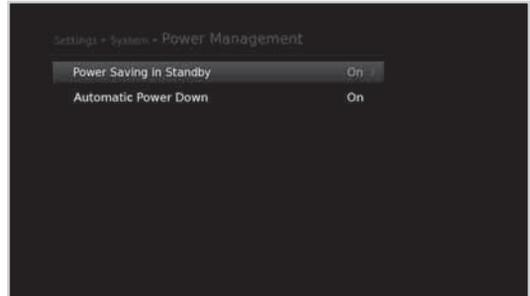 Settings • System • Power Management
Power Saving in Standby On ›
Automatic Power Down On